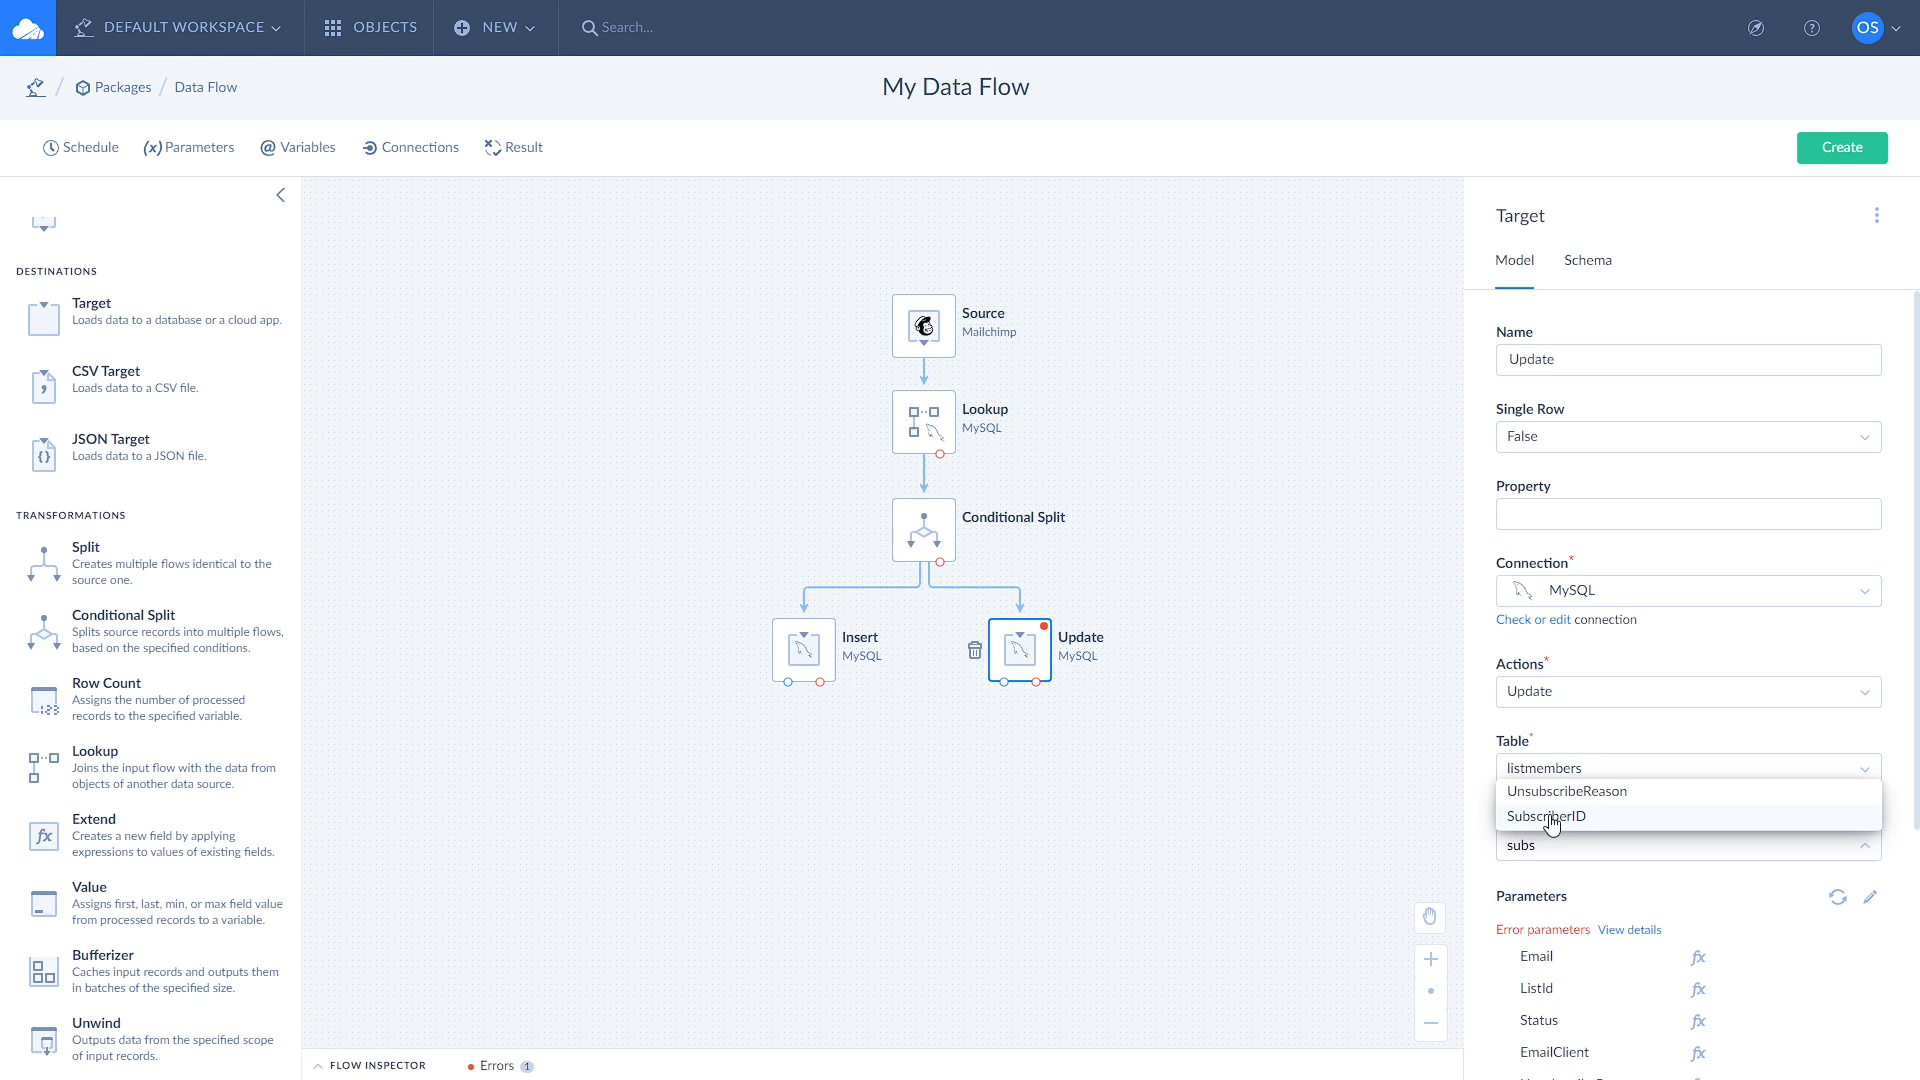 DEFAULT WORKSPACE
OBJECTS
NEW
Search...
?
OS
/ Packages / Data Flow
My Data Flow
Schedule
(x) Parameters
@ Variables
Connections
Result
Create
DESTINATIONS
Target
Loads data to a database or a cloud app.
CSV Target
Loads data to a CSV file.
JSON Target
Loads data to a JSON file.
TRANSFORMATIONS
Split
Creates multiple flows identical to the
source one.
Conditional Split
Splits source records into multiple flows,
based on the specified conditions.
Row Count
Assigns the number of processed
records to the specified variable.
Lookup
Joins the input flow with the data from
objects of another data source.
fx
Extend
Creates a new field by applying
expressions to values of existing fields.
Value
Assigns first, last, min, or max field value
from processed records to a variable.
Bufferizer
Caches input records and outputs them
in batches of the specified size.
Unwind
Outputs data from the specified scope
of input records.
Source
Mailchimp
Lookup
MySQL
Conditional Split
Insert
MySQL
Update
MySQL
FLOW INSPECTOR
Errors 1
Target
Model
Schema
Name
Update
Single Row
False
Property
Connection*
MySQL
Check or edit connection
Actions*
Update
Table*
listmembers
UnsubscribeReason
SubscriberID
subs
Parameters
Error parameters View details
Email fx
ListId fx
Status fx
EmailClient fx